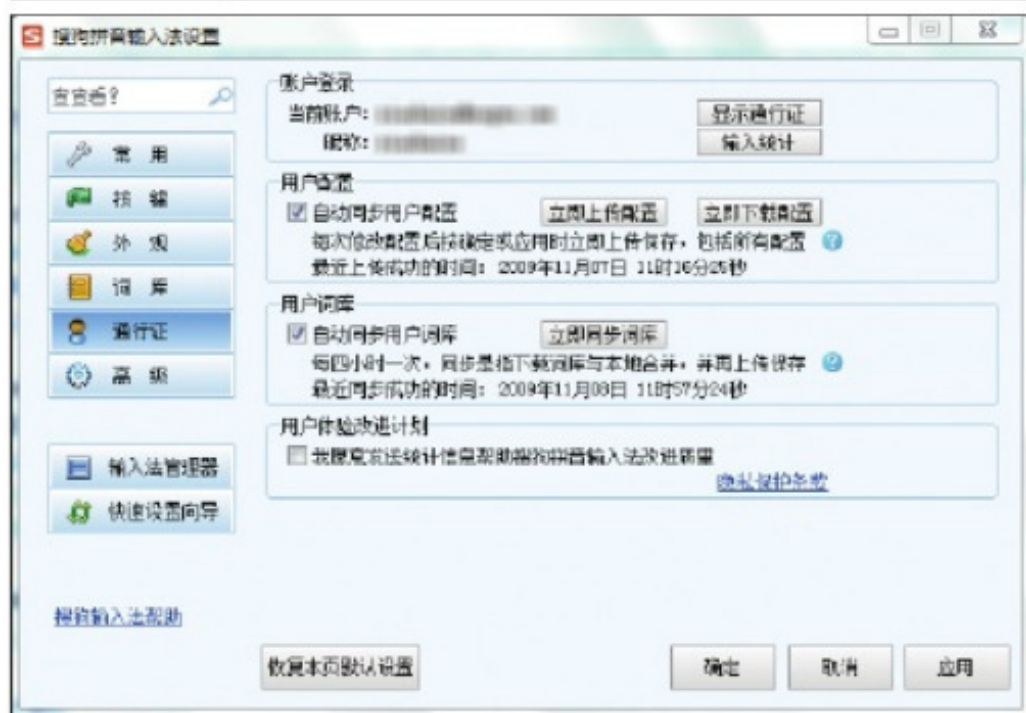 搜狗拼音输入法设置
查查看?
常 用
按 键
外 观
词 库
通行证
高 级
输入法管理器
快速设置向导
搜狗输入法帮助
账户登录
当前账户: 显示通行证
昵称: 输入统计
用户配置
自动同步用户配置 立即上传配置 立即下载配置
每次修改配置后按确定或应用时立即上传保存,包括所有配置
最近上传成功的时间: 2009年11月07日 11时16分25秒
用户词库
自动同步用户词库 立即同步词库
每四小时一次,同步是指下载词库与本地合并,并再上传保存
最近同步成功的时间: 2009年11月08日 11时57分24秒
用户体验改进计划
我愿意发送统计信息帮助搜狗拼音输入法改进质量
隐私保护条款
恢复本页默认设置 确定 取消 应用